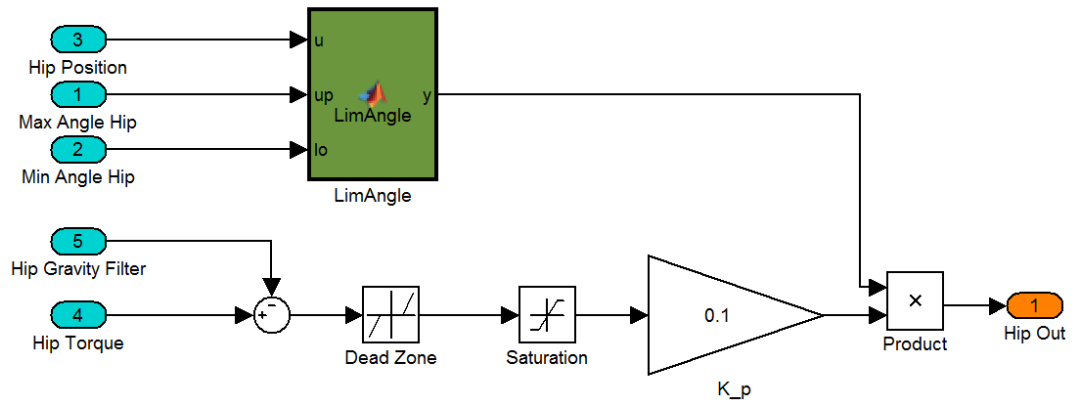 3
Hip Position
1
Max Angle Hip
2
Min Angle Hip
u
up
lo
y
LimAngle
LimAngle
5
Hip Gravity Filter
4
Hip Torque
−
+
Dead Zone
Saturation
0.1
K_p
×
Product
1
Hip Out